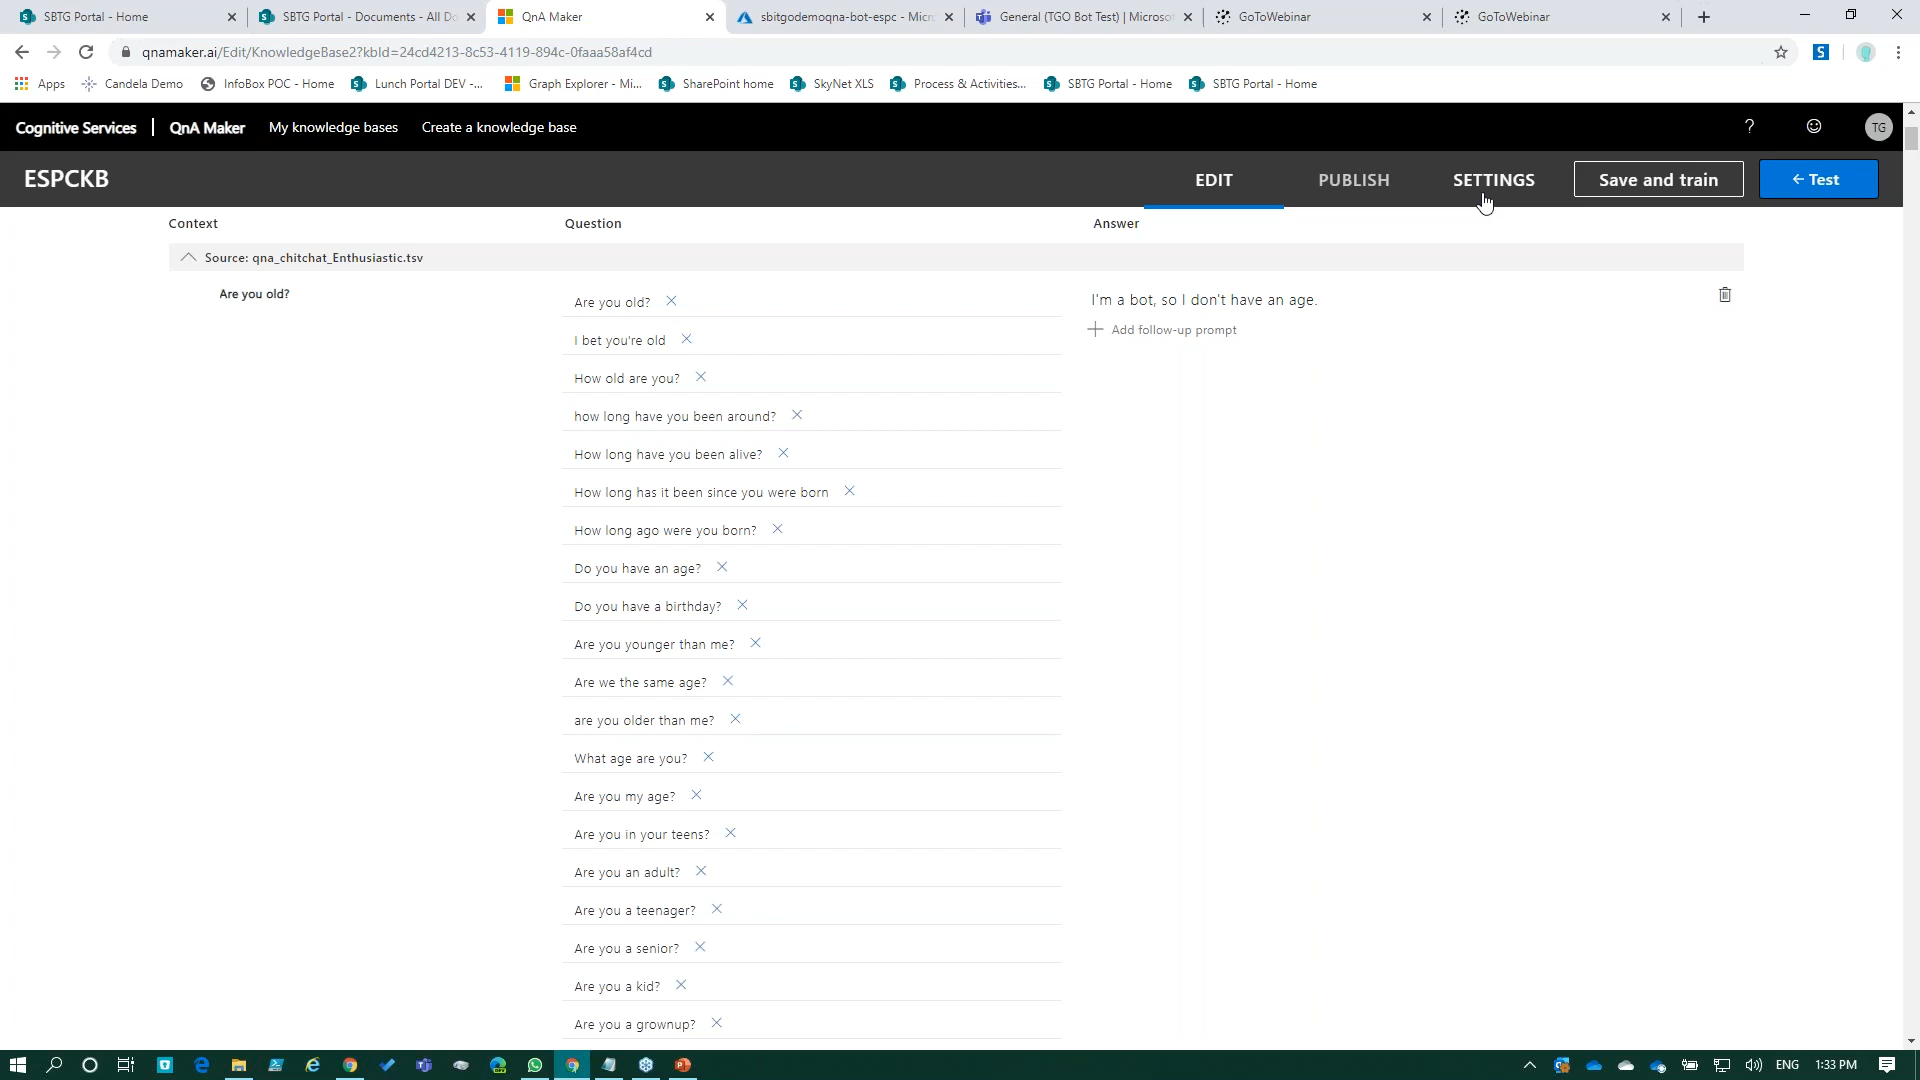 SBTG Portal - Home
SBTG Portal - Documents - All Do
QnA Maker
sbitgodemoqna-bot-espc - Micr
General (TGO Bot Test) | Microso
GoToWebinar
GoToWebinar
qnamaker.ai/Edit/KnowledgeBase2?kbId=24cd4213-8c53-4119-894c-0faaa58af4cd
S
Apps
Candela Demo
InfoBox POC - Home
Lunch Portal DEV -...
Graph Explorer - Mi...
SharePoint home
SkyNet XLS
Process & Activities...
SBTG Portal - Home
SBTG Portal - Home
Cognitive Services
QnA Maker
My knowledge bases
Create a knowledge base
?
TG
ESPCKB
EDIT
PUBLISH
SETTINGS
Save and train
← Test
Context
Question
Answer
Source: qna_chitchat_Enthusiastic.tsv
Are you old?
Are you old?
I'm a bot, so I don't have an age.
Add follow-up prompt
I bet you're old
How old are you?
how long have you been around?
How long have you been alive?
How long has it been since you were born
How long ago were you born?
Do you have an age?
Do you have a birthday?
Are you younger than me?
Are we the same age?
are you older than me?
What age are you?
Are you my age?
Are you in your teens?
Are you an adult?
Are you a teenager?
Are you a senior?
Are you a kid?
Are you a grownup?
ENG
1:33 PM